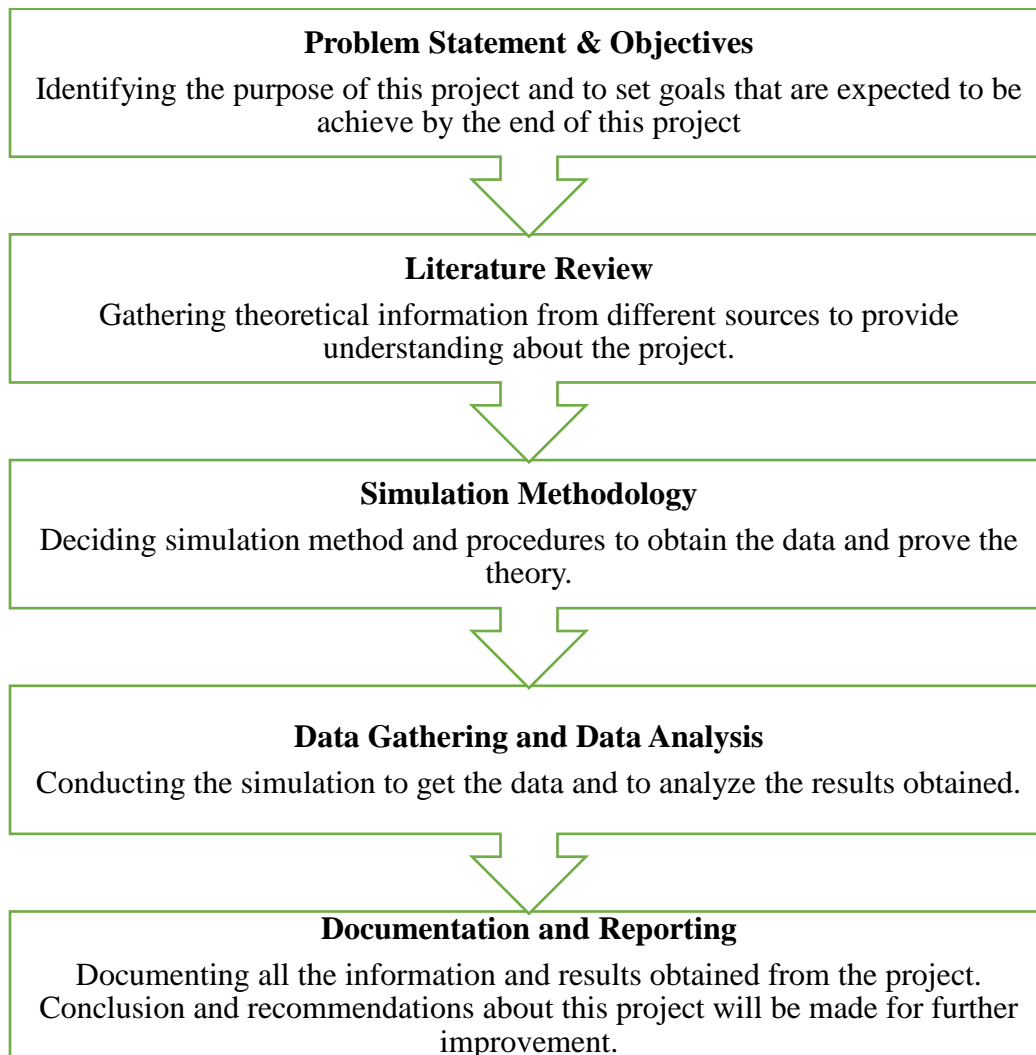 Problem Statement & Objectives
Identifying the purpose of this project and to set goals that are expected to be
achieve by the end of this project
Literature Review
Gathering theoretical information from different sources to provide
understanding about the project.
Simulation Methodology
Deciding simulation method and procedures to obtain the data and prove the
theory.
Data Gathering and Data Analysis
Conducting the simulation to get the data and to analyze the results obtained.
Documentation and Reporting
Documenting all the information and results obtained from the project.
Conclusion and recommendations about this project will be made for further
improvement.